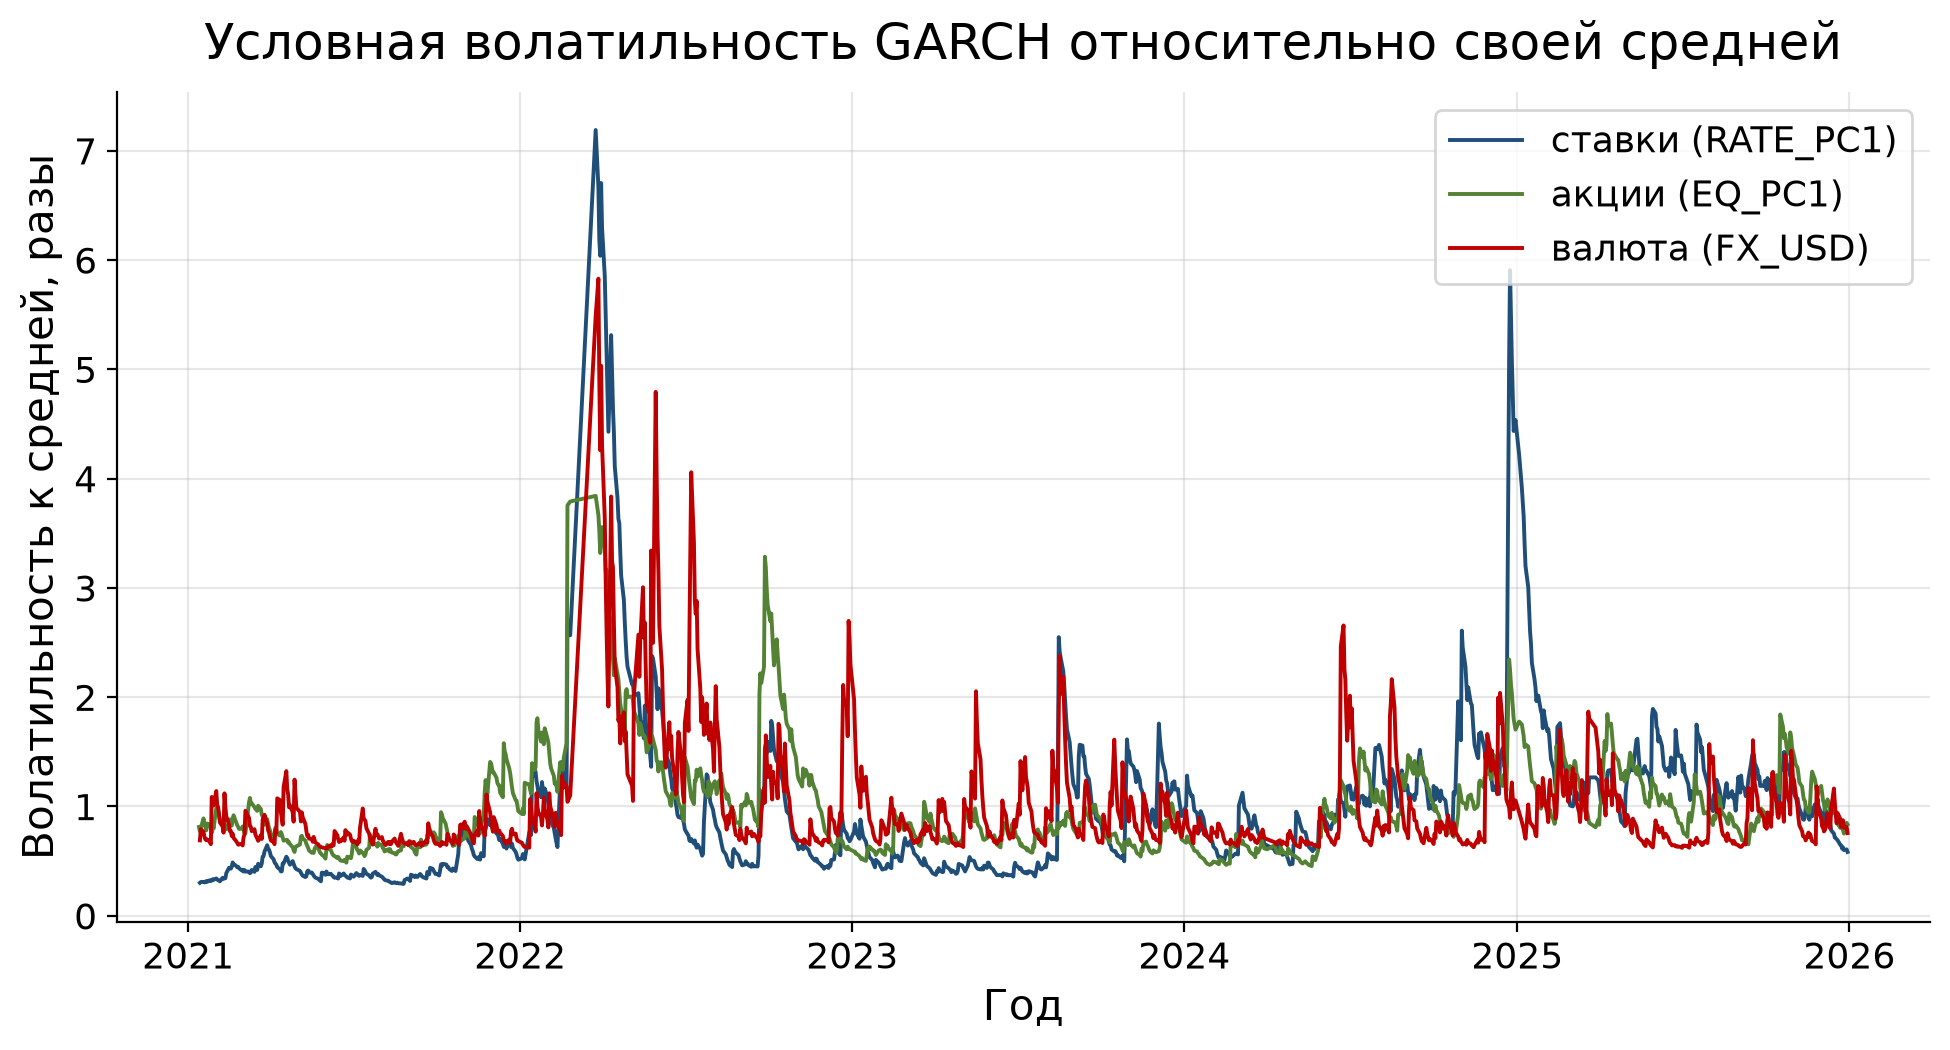 Условная волатильность GARCH относительно своей средней
ставки (RATE_PC1)
акции (EQ_PC1)
валюта (FX_USD)
Волатильность к средней, разы
7
6
5
4
3
2
1
0
2021 2022 2023 2024 2025 2026
Год